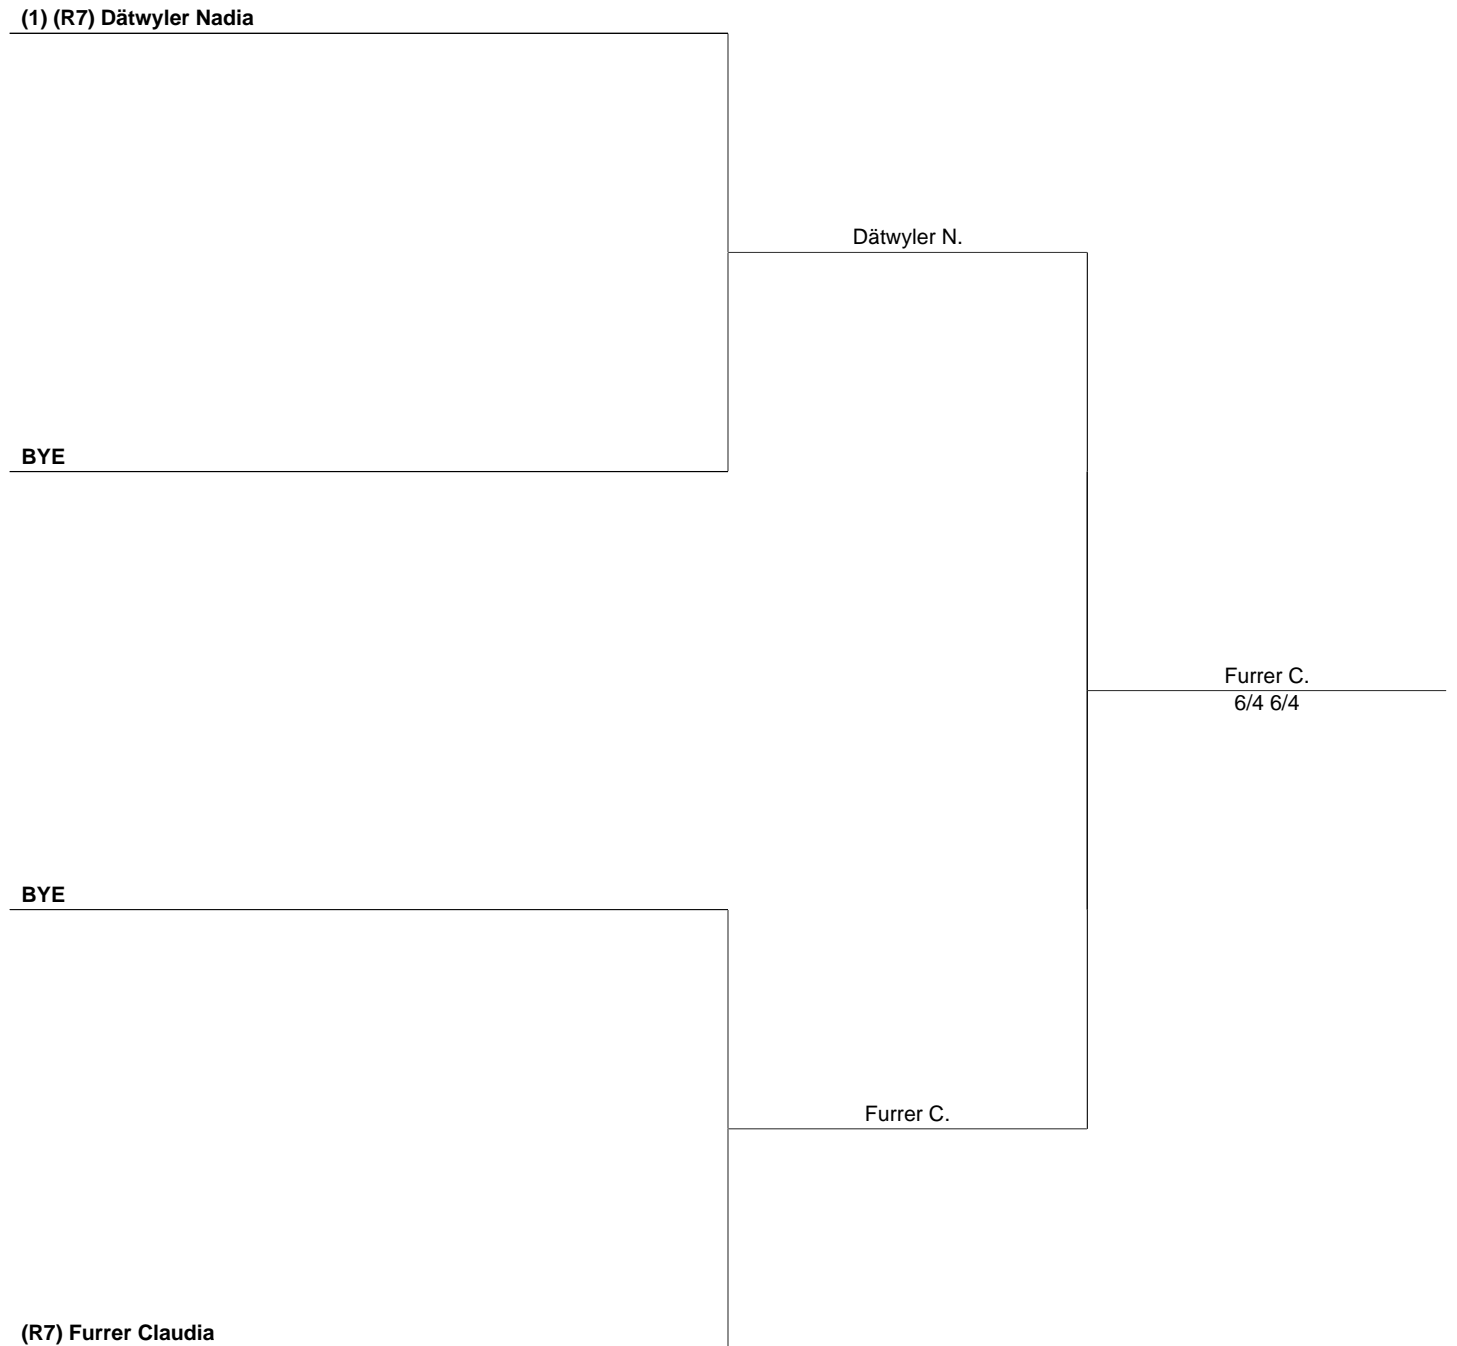 (1) (R7) Dätwyler Nadia
Dätwyler N.
BYE
Furrer C.
6/4 6/4
BYE
Furrer C.
(R7) Furrer Claudia